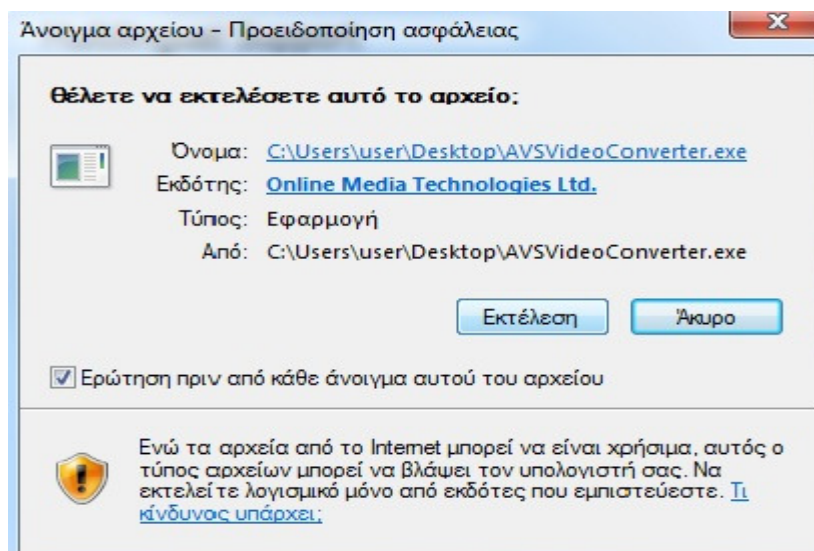 Άνοιγμα αρχείου - Προειδοποίηση ασφάλειας
Θέλετε να εκτελέσετε αυτό το αρχείο;
Όνομα: C:\Users\user\Desktop\AVSVideoConverter.exe
Εκδότης: Online Media Technologies Ltd.
Τύπος: Εφαρμογή
Από: C:\Users\user\Desktop\AVSVideoConverter.exe
Εκτέλεση Άκυρο
Ερώτηση πριν από κάθε άνοιγμα αυτού του αρχείου
Ενώ τα αρχεία από το Internet μπορεί να είναι χρήσιμα, αυτός ο
τύπος αρχείων μπορεί να βλάψει τον υπολογιστή σας. Να
εκτελείτε λογισμικό μόνο από εκδότες που εμπιστεύεστε. Τι
κίνδυνος υπάρχει;